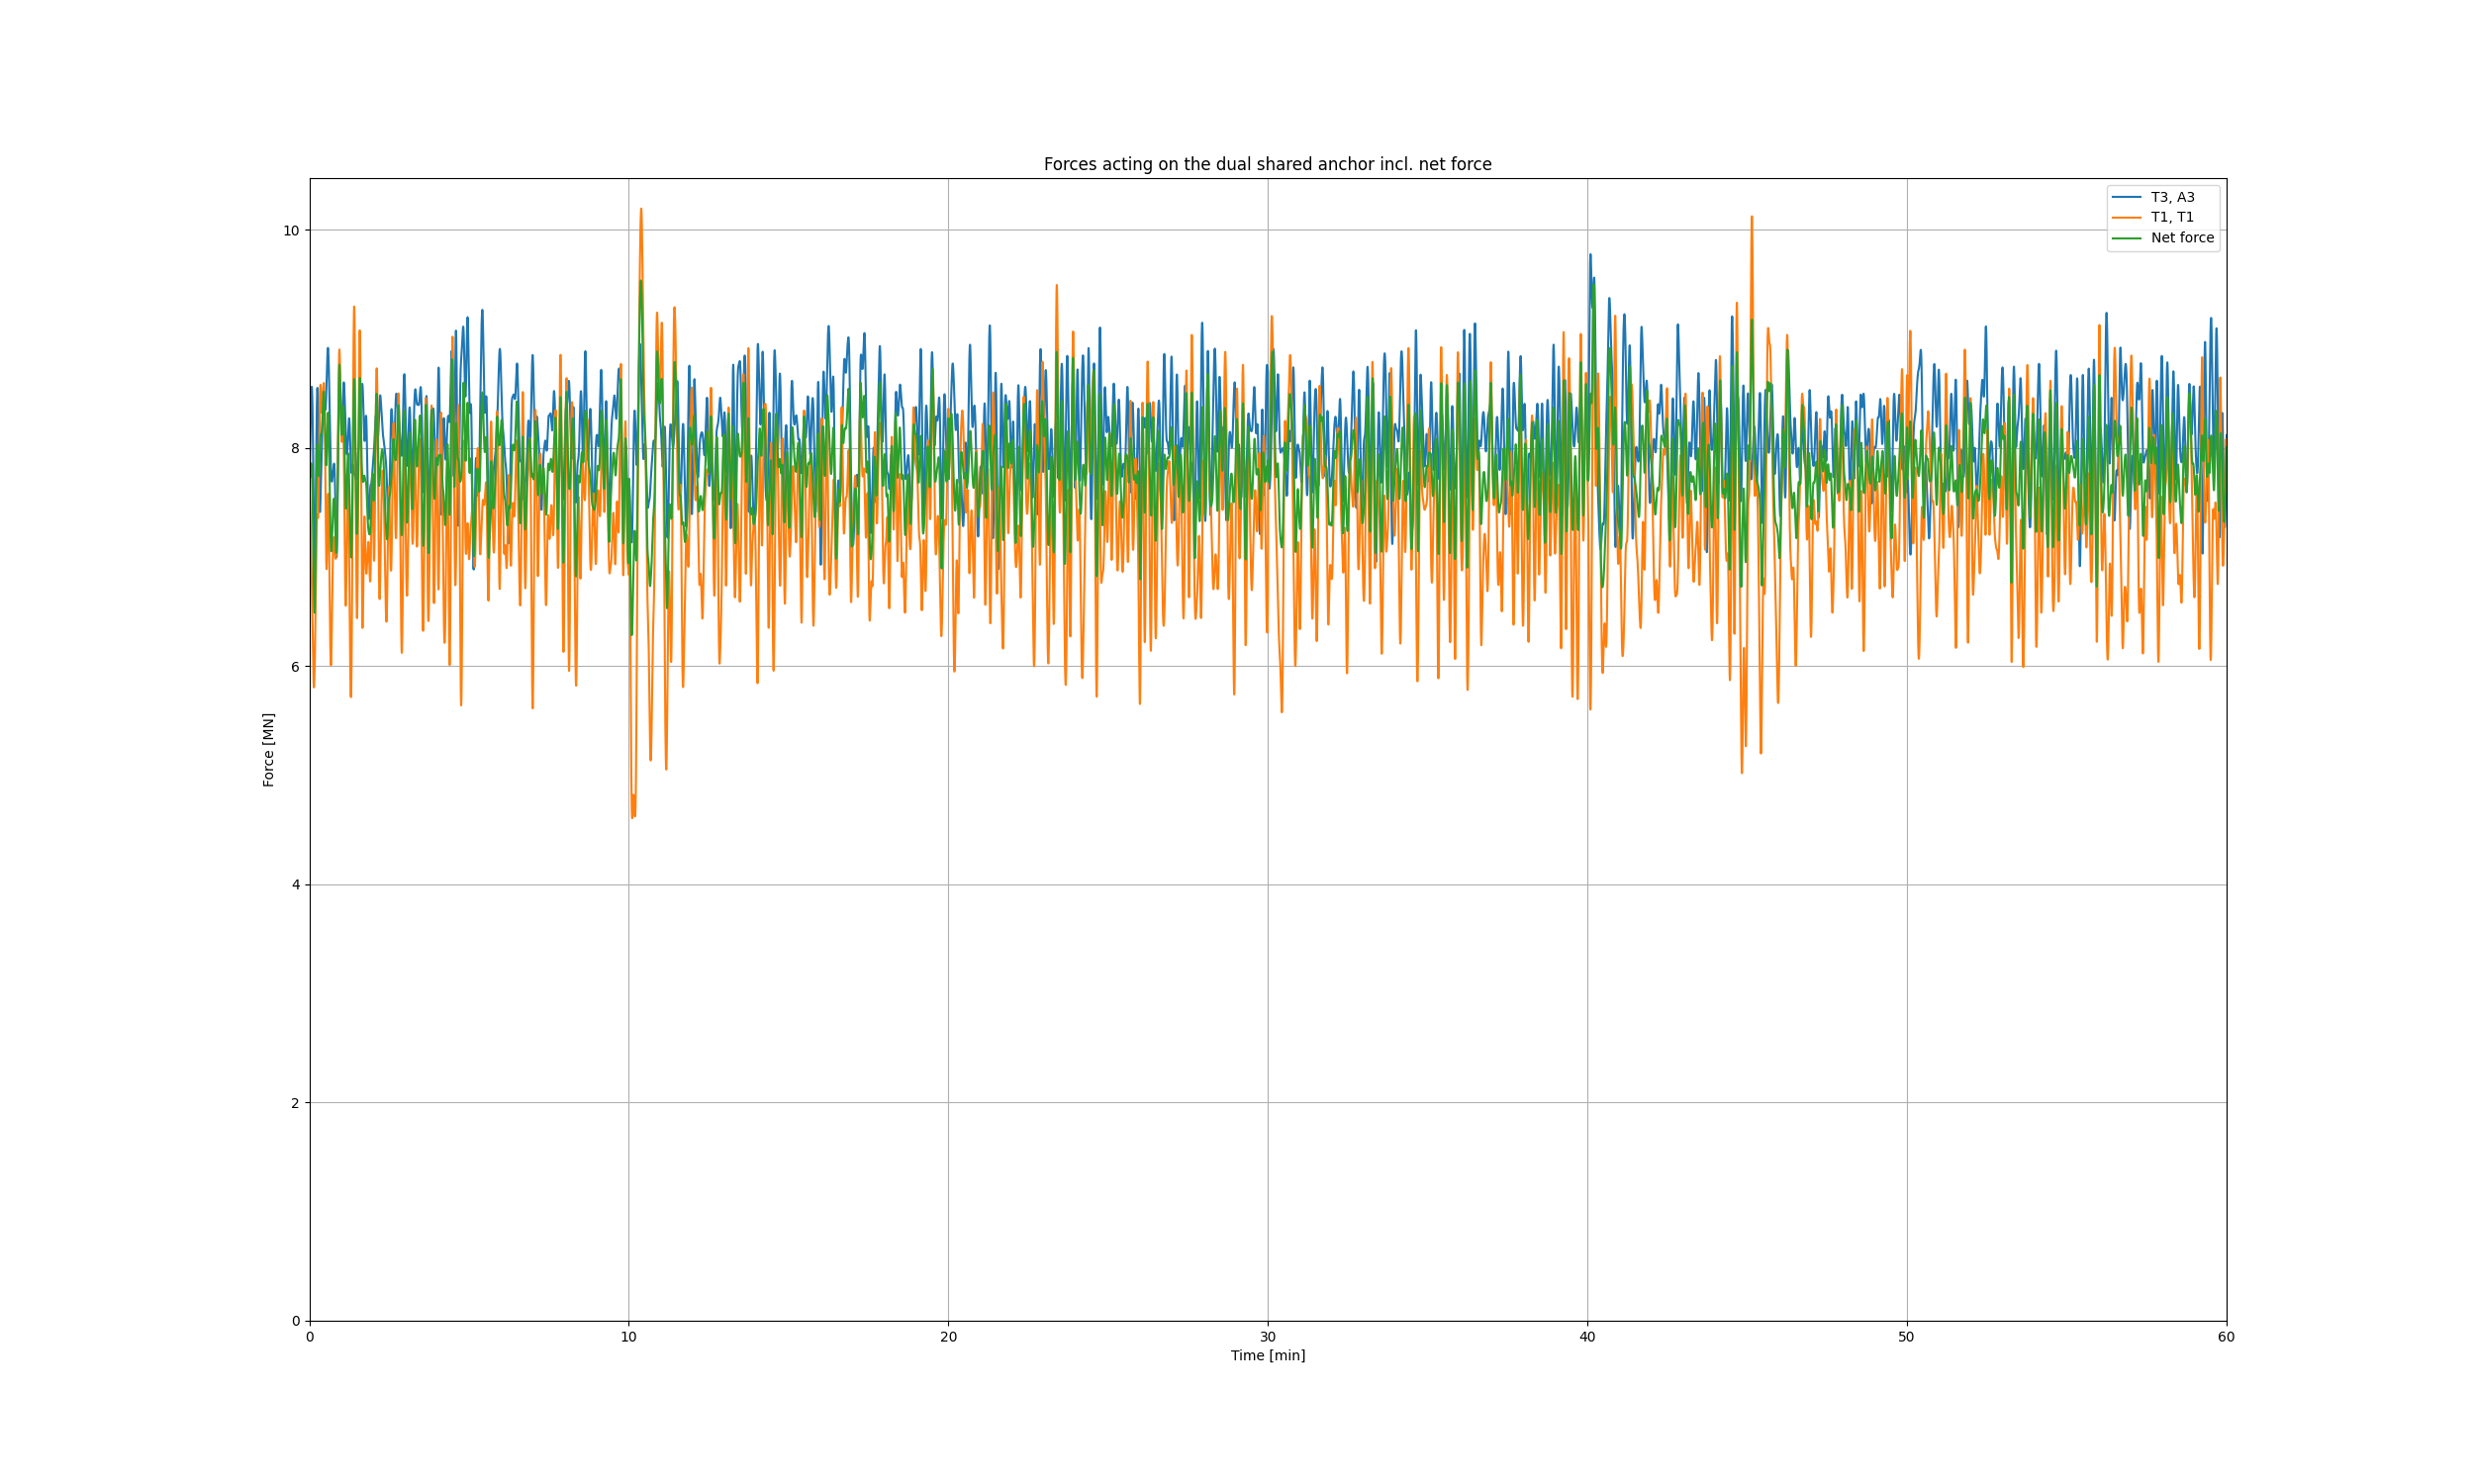 Forces acting on the dual shared anchor incl. net force
T3, A3
T1, T1
Net force
Force [MN]
10
8
6
4
2
0
0 10 20 30 40 50 60
Time [min]